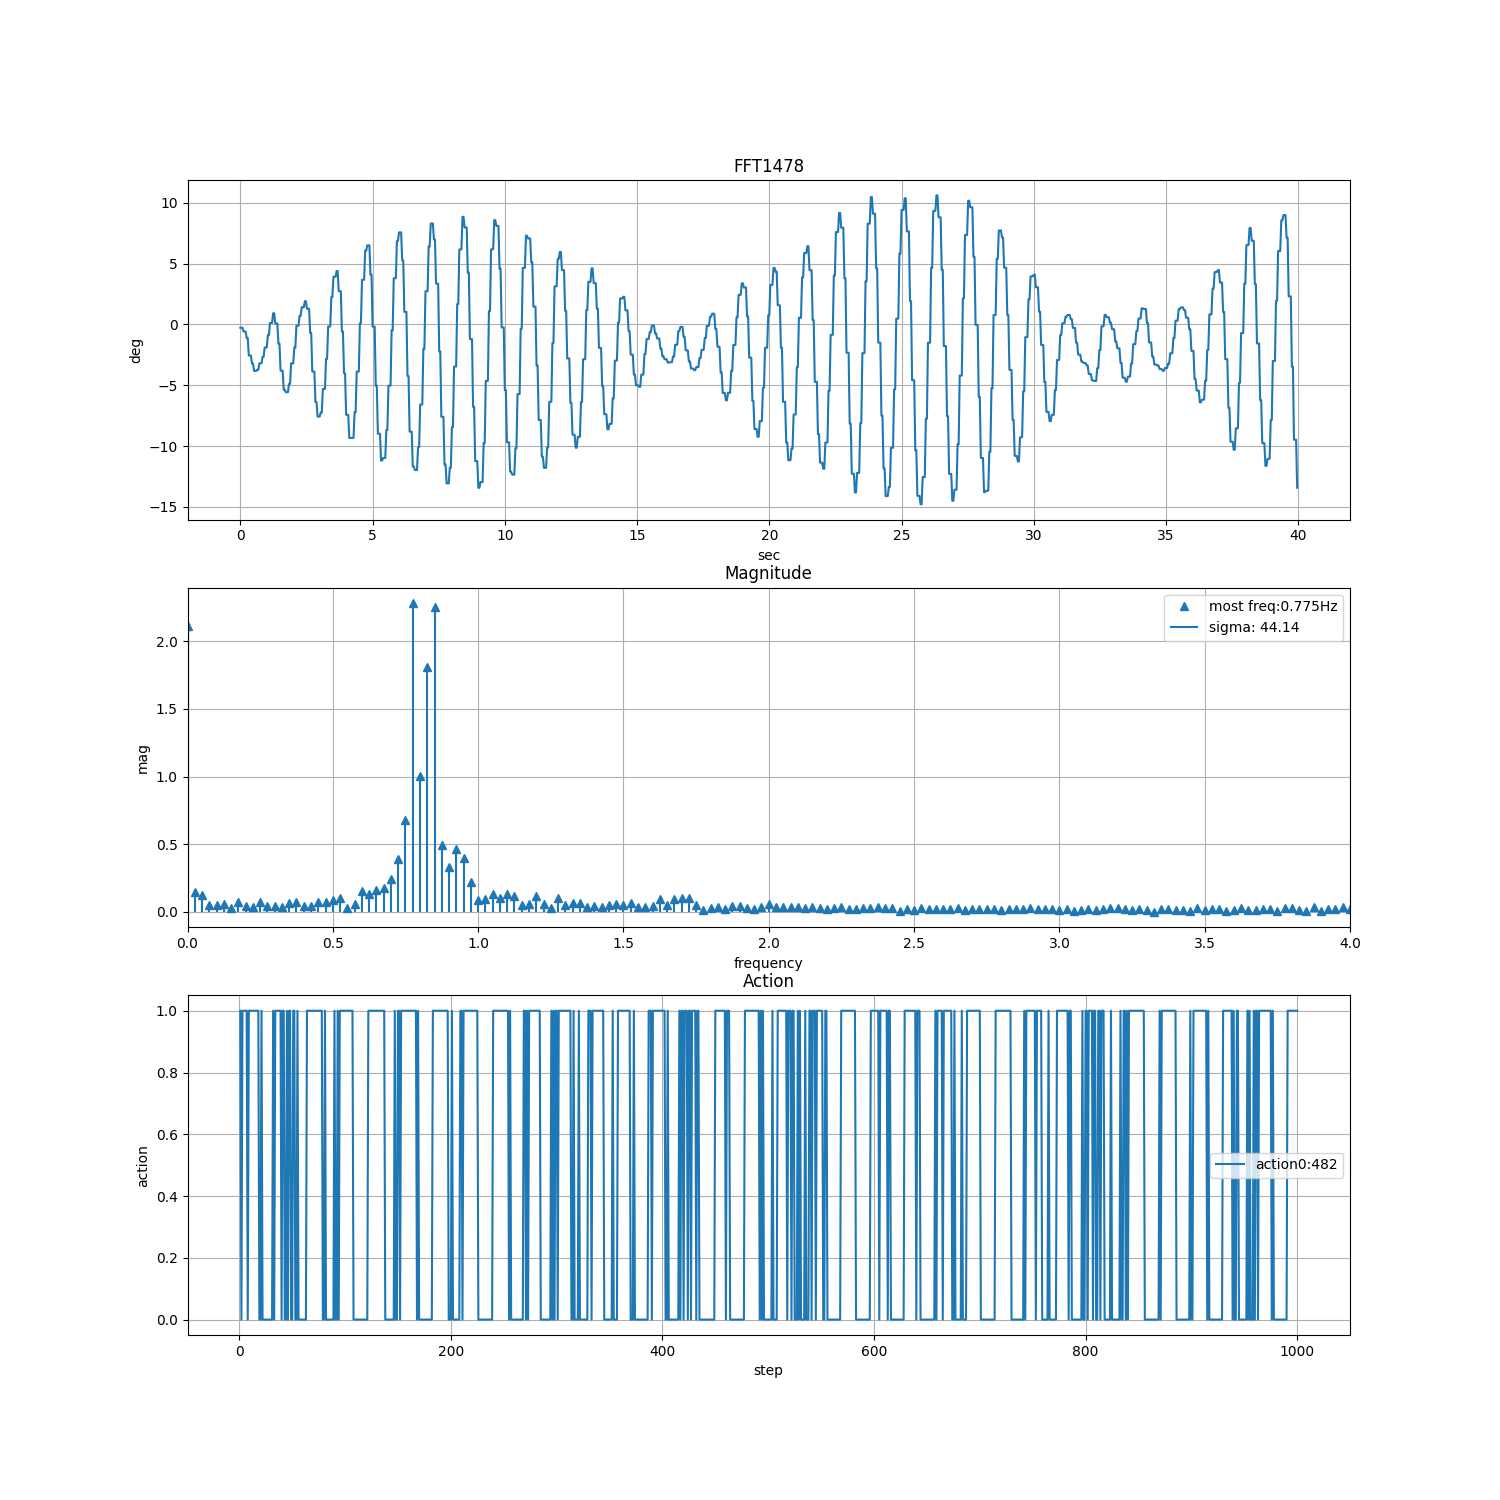 FFT1478
10
5
0
−5
−10
−15
deg
0 5 10 15 20 25 30 35 40
sec
Magnitude
most freq:0.775Hz
sigma: 44.14
2.0
1.5
1.0
0.5
0.0
mag
0.0 0.5 1.0 1.5 2.0 2.5 3.0 3.5 4.0
frequency
Action
1.0
0.8
0.6
0.4
0.2
0.0
action
action0:482
0 200 400 600 800 1000
step